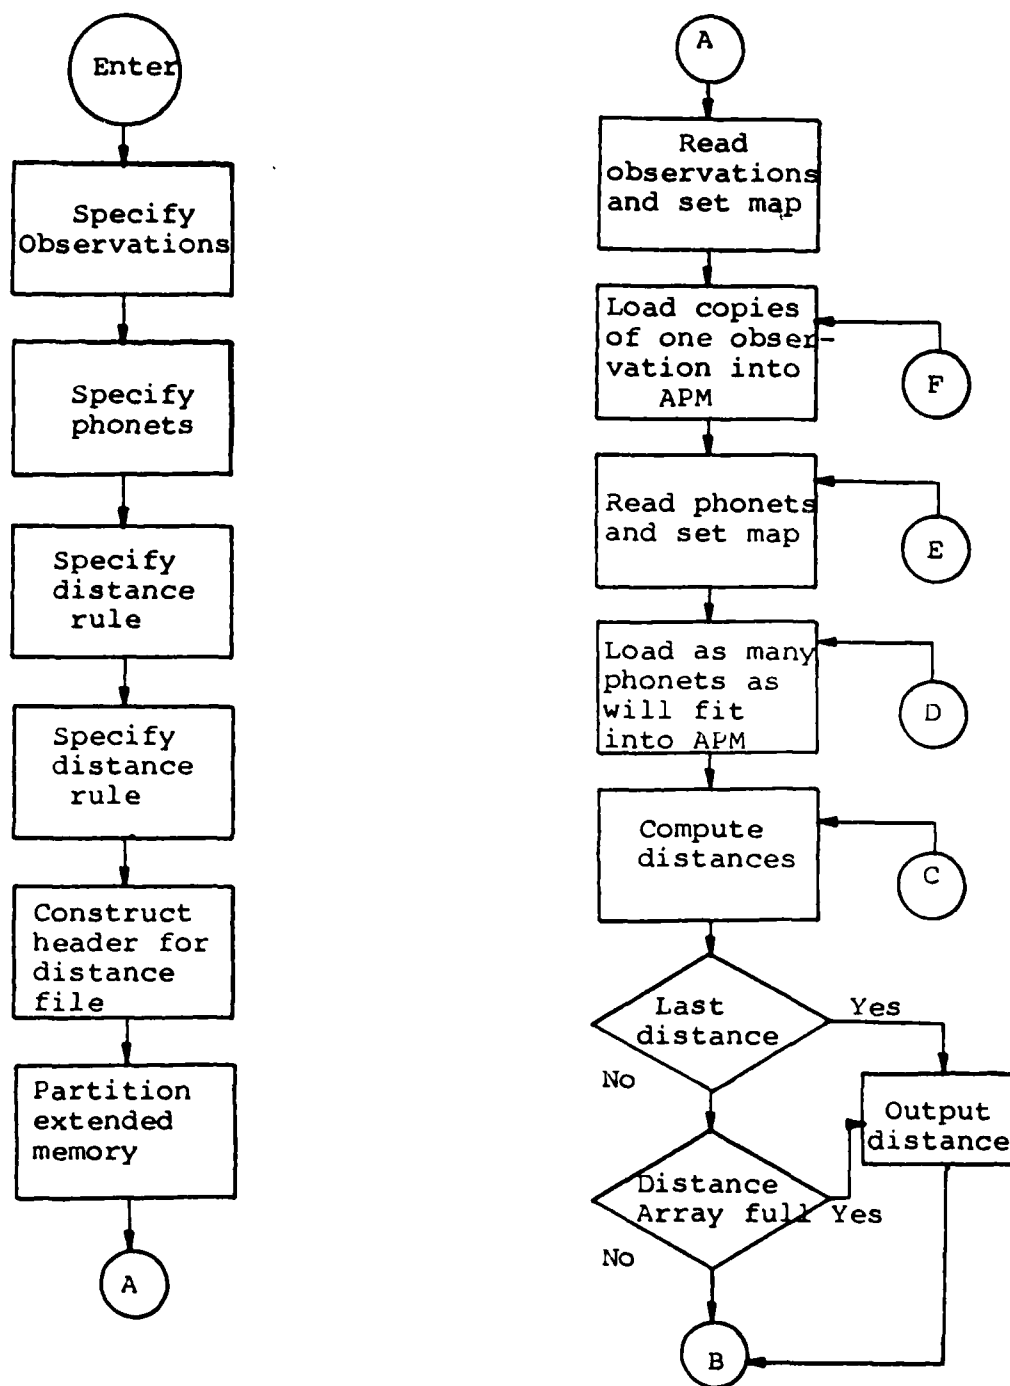 Enter
Specify
Observations
Specify
phonets
Specify
distance
rule
Specify
distance
rule
Construct
header for
distance
file
Partition
extended
memory
A
A
Read
observations
and set map
Load copies
of one obser-
vation into
APM
F
Read phonets
and set map
E
Load as many
phonets as
will fit
into APM
D
Compute
distances
C
Last
distance
Yes
No
Output
distance
Distance
Array full Yes
No
B